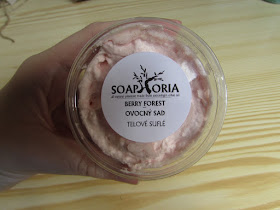 SOAPHORIA
BERRY FOREST
OVOCNÝ SAD
TELOVÉ SUFLÉ